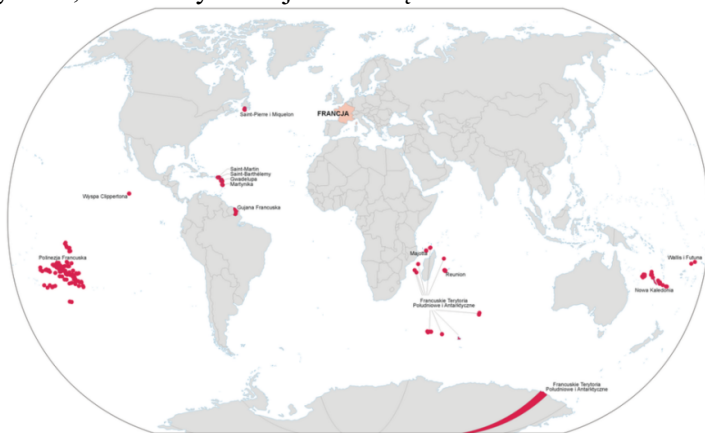 FRANCJA
Saint-Pierre i Miquelon
Saint-Martin
Saint-Barthélemy
Gwadelupa
Martynika
Wyspa Clippertona
Gujana Francuska
Polinezja Francuska
Majotta
Reunion
Wallis i Futuna
Nowa Kaledonia
Francuskie Terytoria
Południowe i Antarktyczne
Francuskie Terytoria
Południowe i Antarktyczne